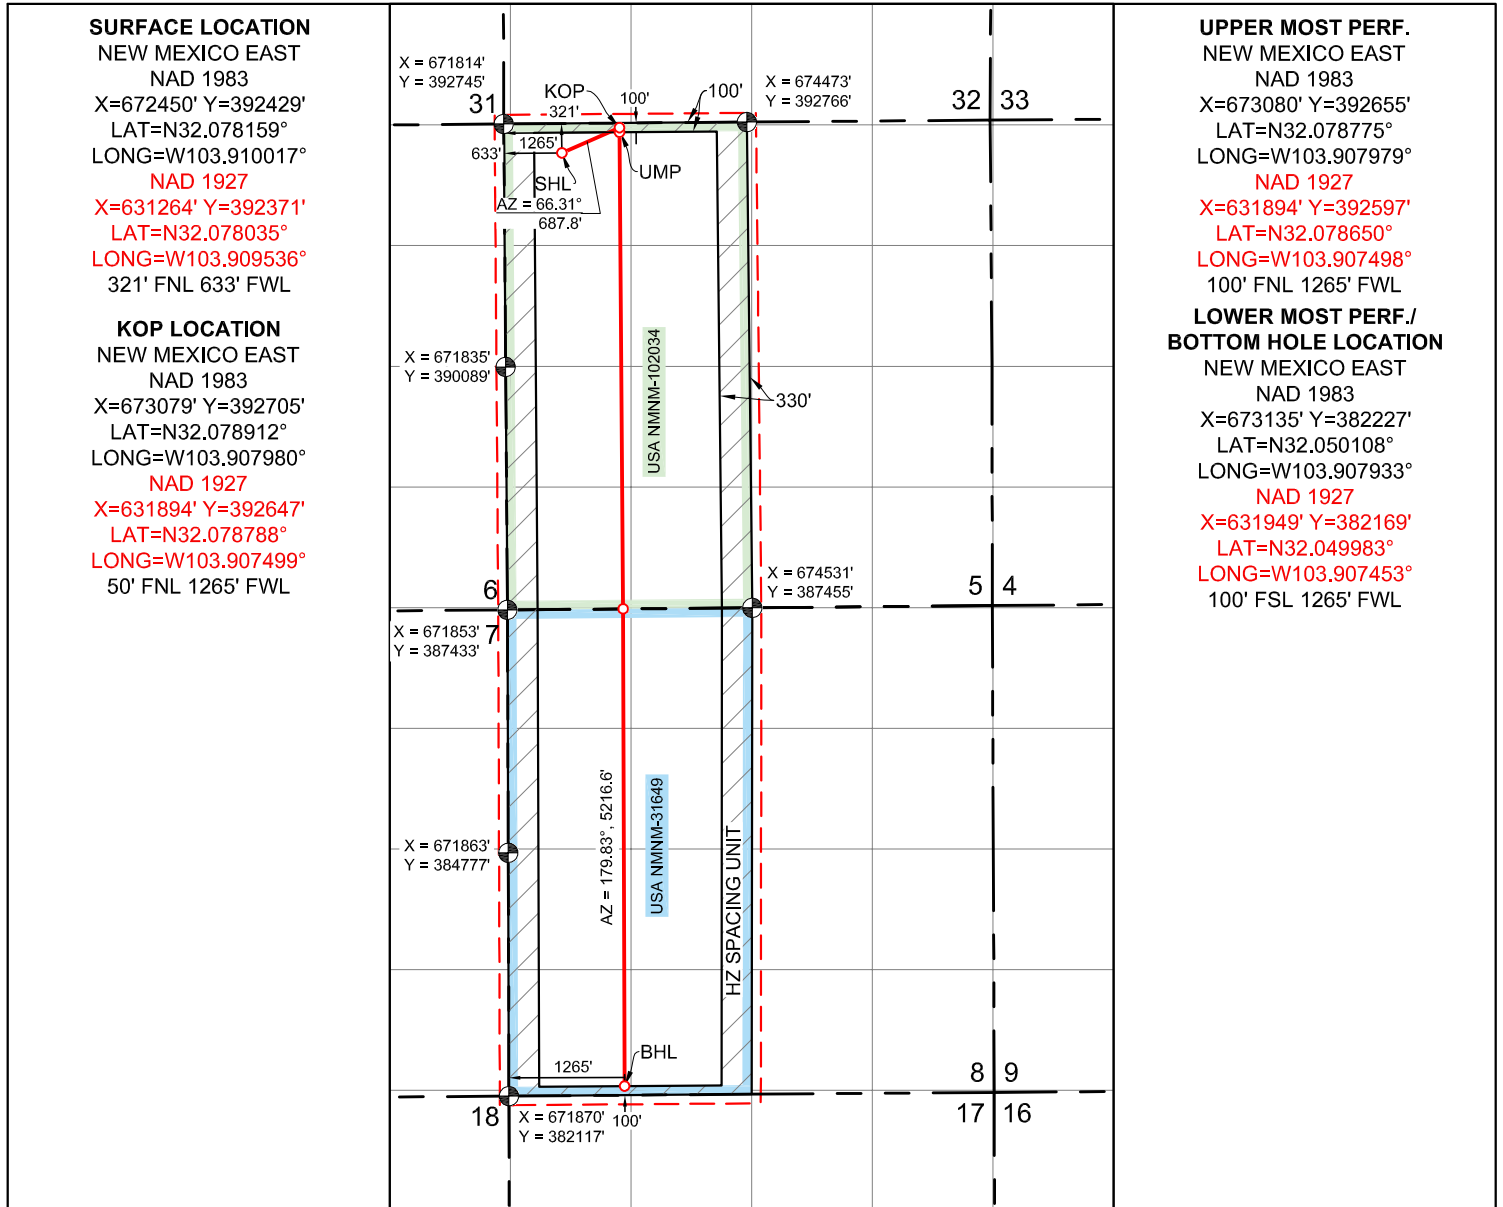 SURFACE LOCATION
NEW MEXICO EAST
NAD 1983
X=672450' Y=392429'
LAT=N32.078159°
LONG=W103.910017°
NAD 1927
X=631264' Y=392371'
LAT=N32.078035°
LONG=W103.909536°
321' FNL 633' FWL
KOP LOCATION
NEW MEXICO EAST
NAD 1983
X=673079' Y=392705'
LAT=N32.078912°
LONG=W103.907980°
NAD 1927
X=631894' Y=392647'
LAT=N32.078788°
LONG=W103.907499°
50' FNL 1265' FWL
X = 671814'
Y = 392745'
31
KOP
321'
100'
100'
X = 674473'
Y = 392766'
32 33
633'
1265'
SHL
UMP
AZ = 66.31°
687.8'
USA NMNM-102034
X = 671835'
Y = 390089'
330'
6
7
X = 671853'
Y = 387433'
X = 674531'
Y = 387455'
5 4
AZ = 179.83°, 5216.6'
USA NMNM-31649
HZ SPACING UNIT
X = 671863'
Y = 384777'
1265'
BHL
8 9
18
X = 671870'
Y = 382117'
100'
17 16
UPPER MOST PERF.
NEW MEXICO EAST
NAD 1983
X=673080' Y=392655'
LAT=N32.078775°
LONG=W103.907979°
NAD 1927
X=631894' Y=392597'
LAT=N32.078650°
LONG=W103.907498°
100' FNL 1265' FWL
LOWER MOST PERF./
BOTTOM HOLE LOCATION
NEW MEXICO EAST
NAD 1983
X=673135' Y=382227'
LAT=N32.050108°
LONG=W103.907933°
NAD 1927
X=631949' Y=382169'
LAT=N32.049983°
LONG=W103.907453°
100' FSL 1265' FWL